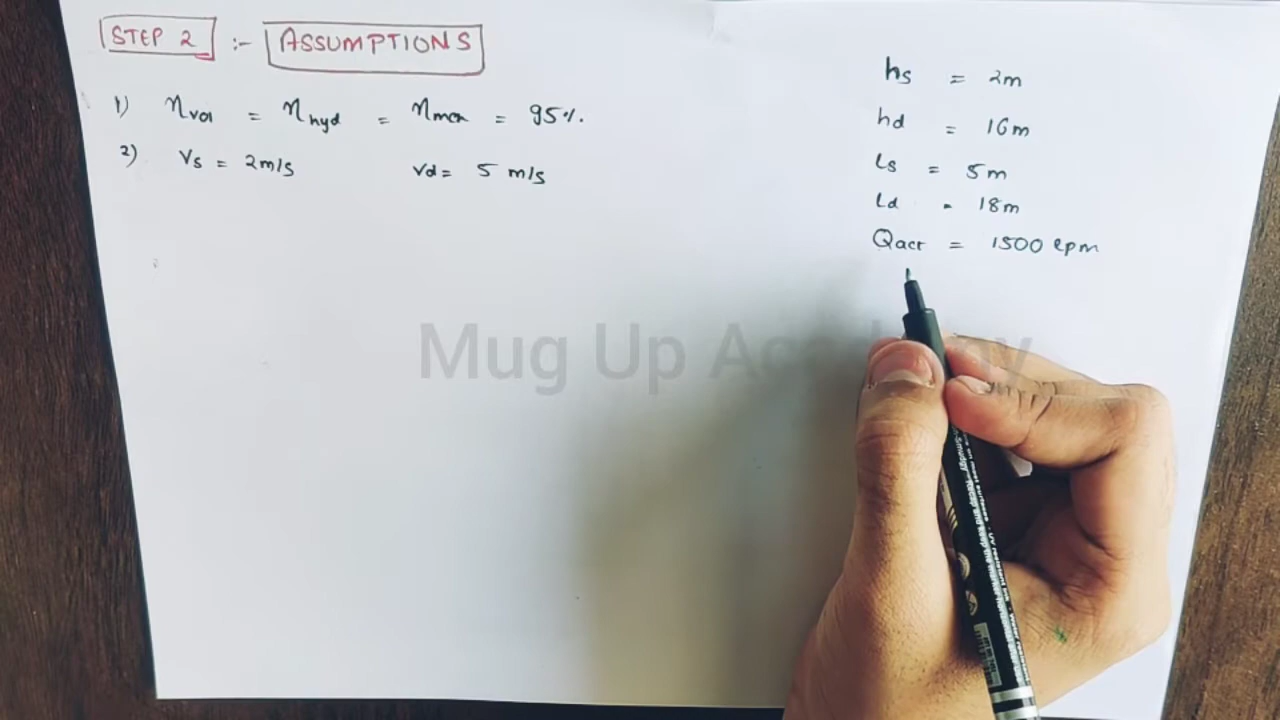 STEP 2 :- ASSUMPTIONS
1) ηvol = ηhyd = ηmcn = 95%.
2) Vs = 2m/s Vd = 5 m/s
hs = 2m
hd = 16m
ls = 5m
ld = 18m
Qact = 1500 lpm
Mug Up Academy